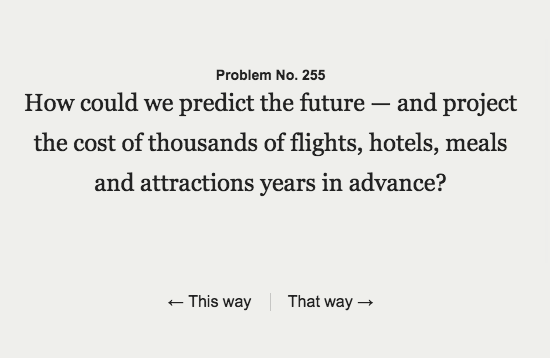 Problem No. 255
How could we predict the future — and project
the cost of thousands of flights, hotels, meals
and attractions years in advance?
← This way | That way →